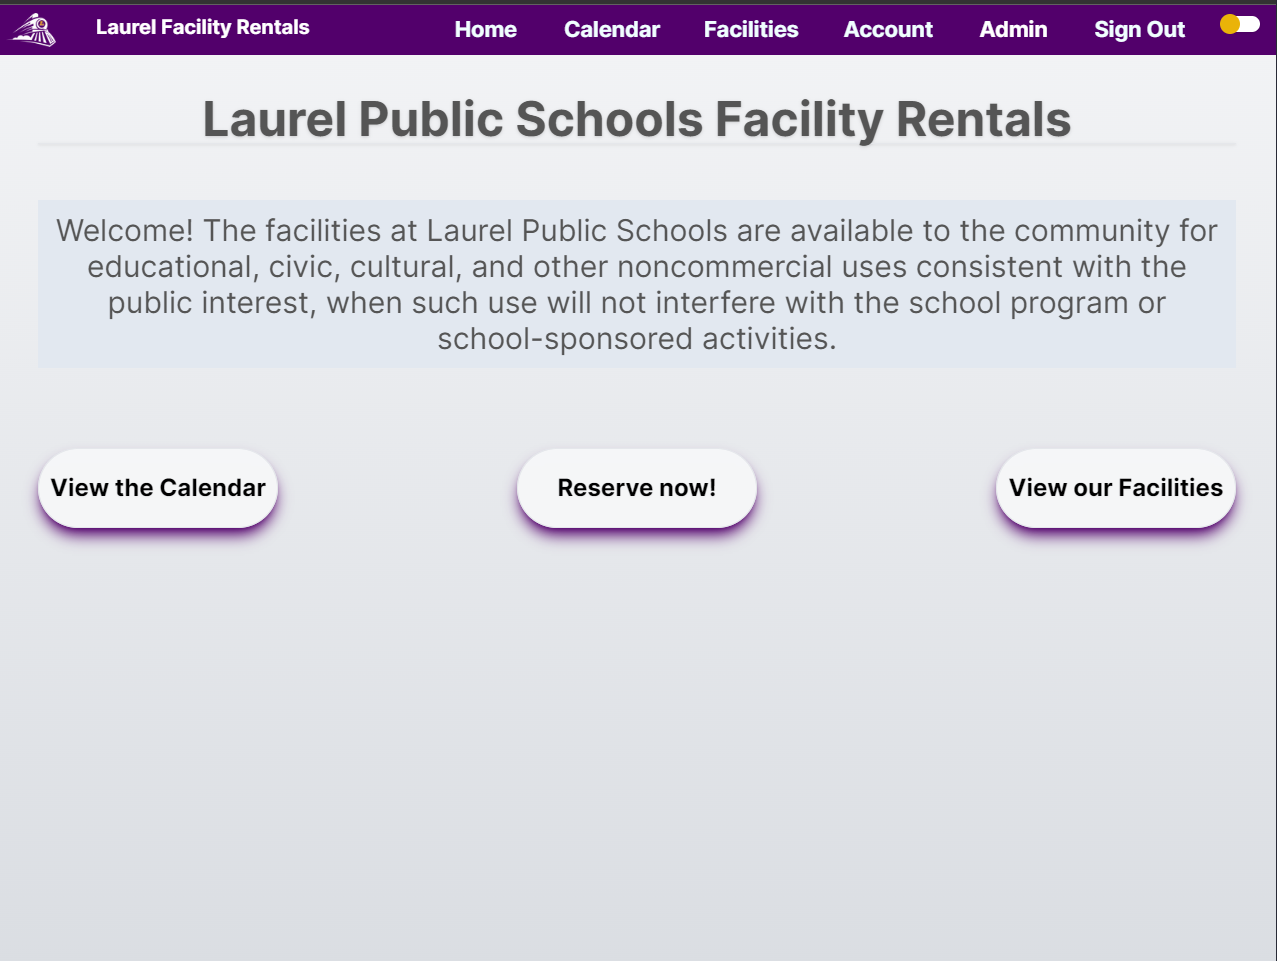 Laurel Facility Rentals
Home
Calendar
Facilities
Account
Admin
Sign Out
Laurel Public Schools Facility Rentals
Welcome! The facilities at Laurel Public Schools are available to the community for
educational, civic, cultural, and other noncommercial uses consistent with the
public interest, when such use will not interfere with the school program or
school-sponsored activities.
View the Calendar
Reserve now!
View our Facilities